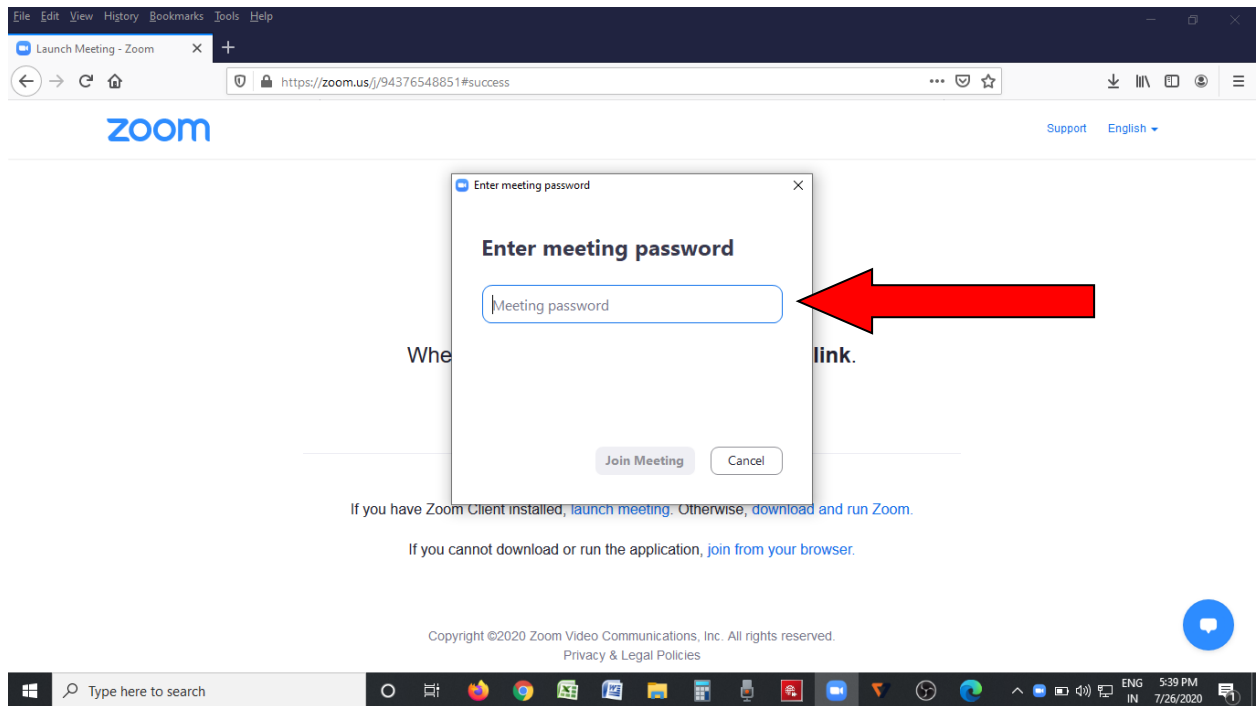 File Edit View History Bookmarks Tools Help
Launch Meeting - Zoom
https://zoom.us/j/94376548851#success
zoom
Support English
Enter meeting password
Enter meeting password
Meeting password
Whe link.
Join Meeting Cancel
If you have Zoom Client installed, launch meeting. Otherwise, download and run Zoom.
If you cannot download or run the application, join from your browser.
Copyright ©2020 Zoom Video Communications, Inc. All rights reserved.
Privacy & Legal Policies
Type here to search
ENG 5:39 PM
IN 7/26/2020
1